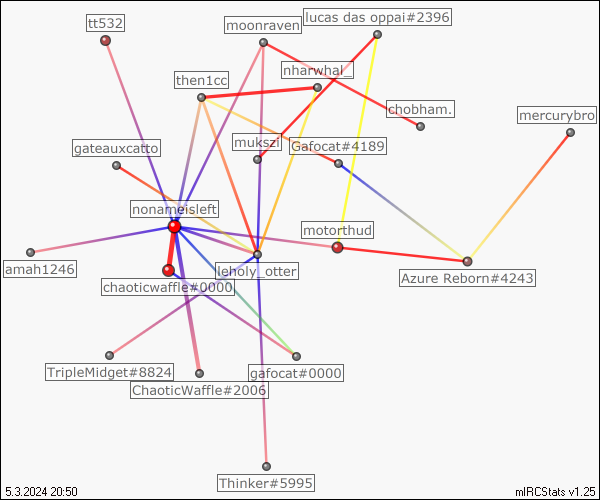 lucas das oppai#2396
tt532
moonraven
nharwhal_
then1cc
chobham.
mercurybro
mukszi
Gafocat#4189
gateauxcatto
nonameisleft
motorthud
amah1246
leholy_otter
Azure Reborn#4243
chaoticwaffle#0000
TripleMidget#8824
gafocat#0000
ChaoticWaffle#2006
Thinker#5995
5.3.2024 20:50
mIRCStats v1.25